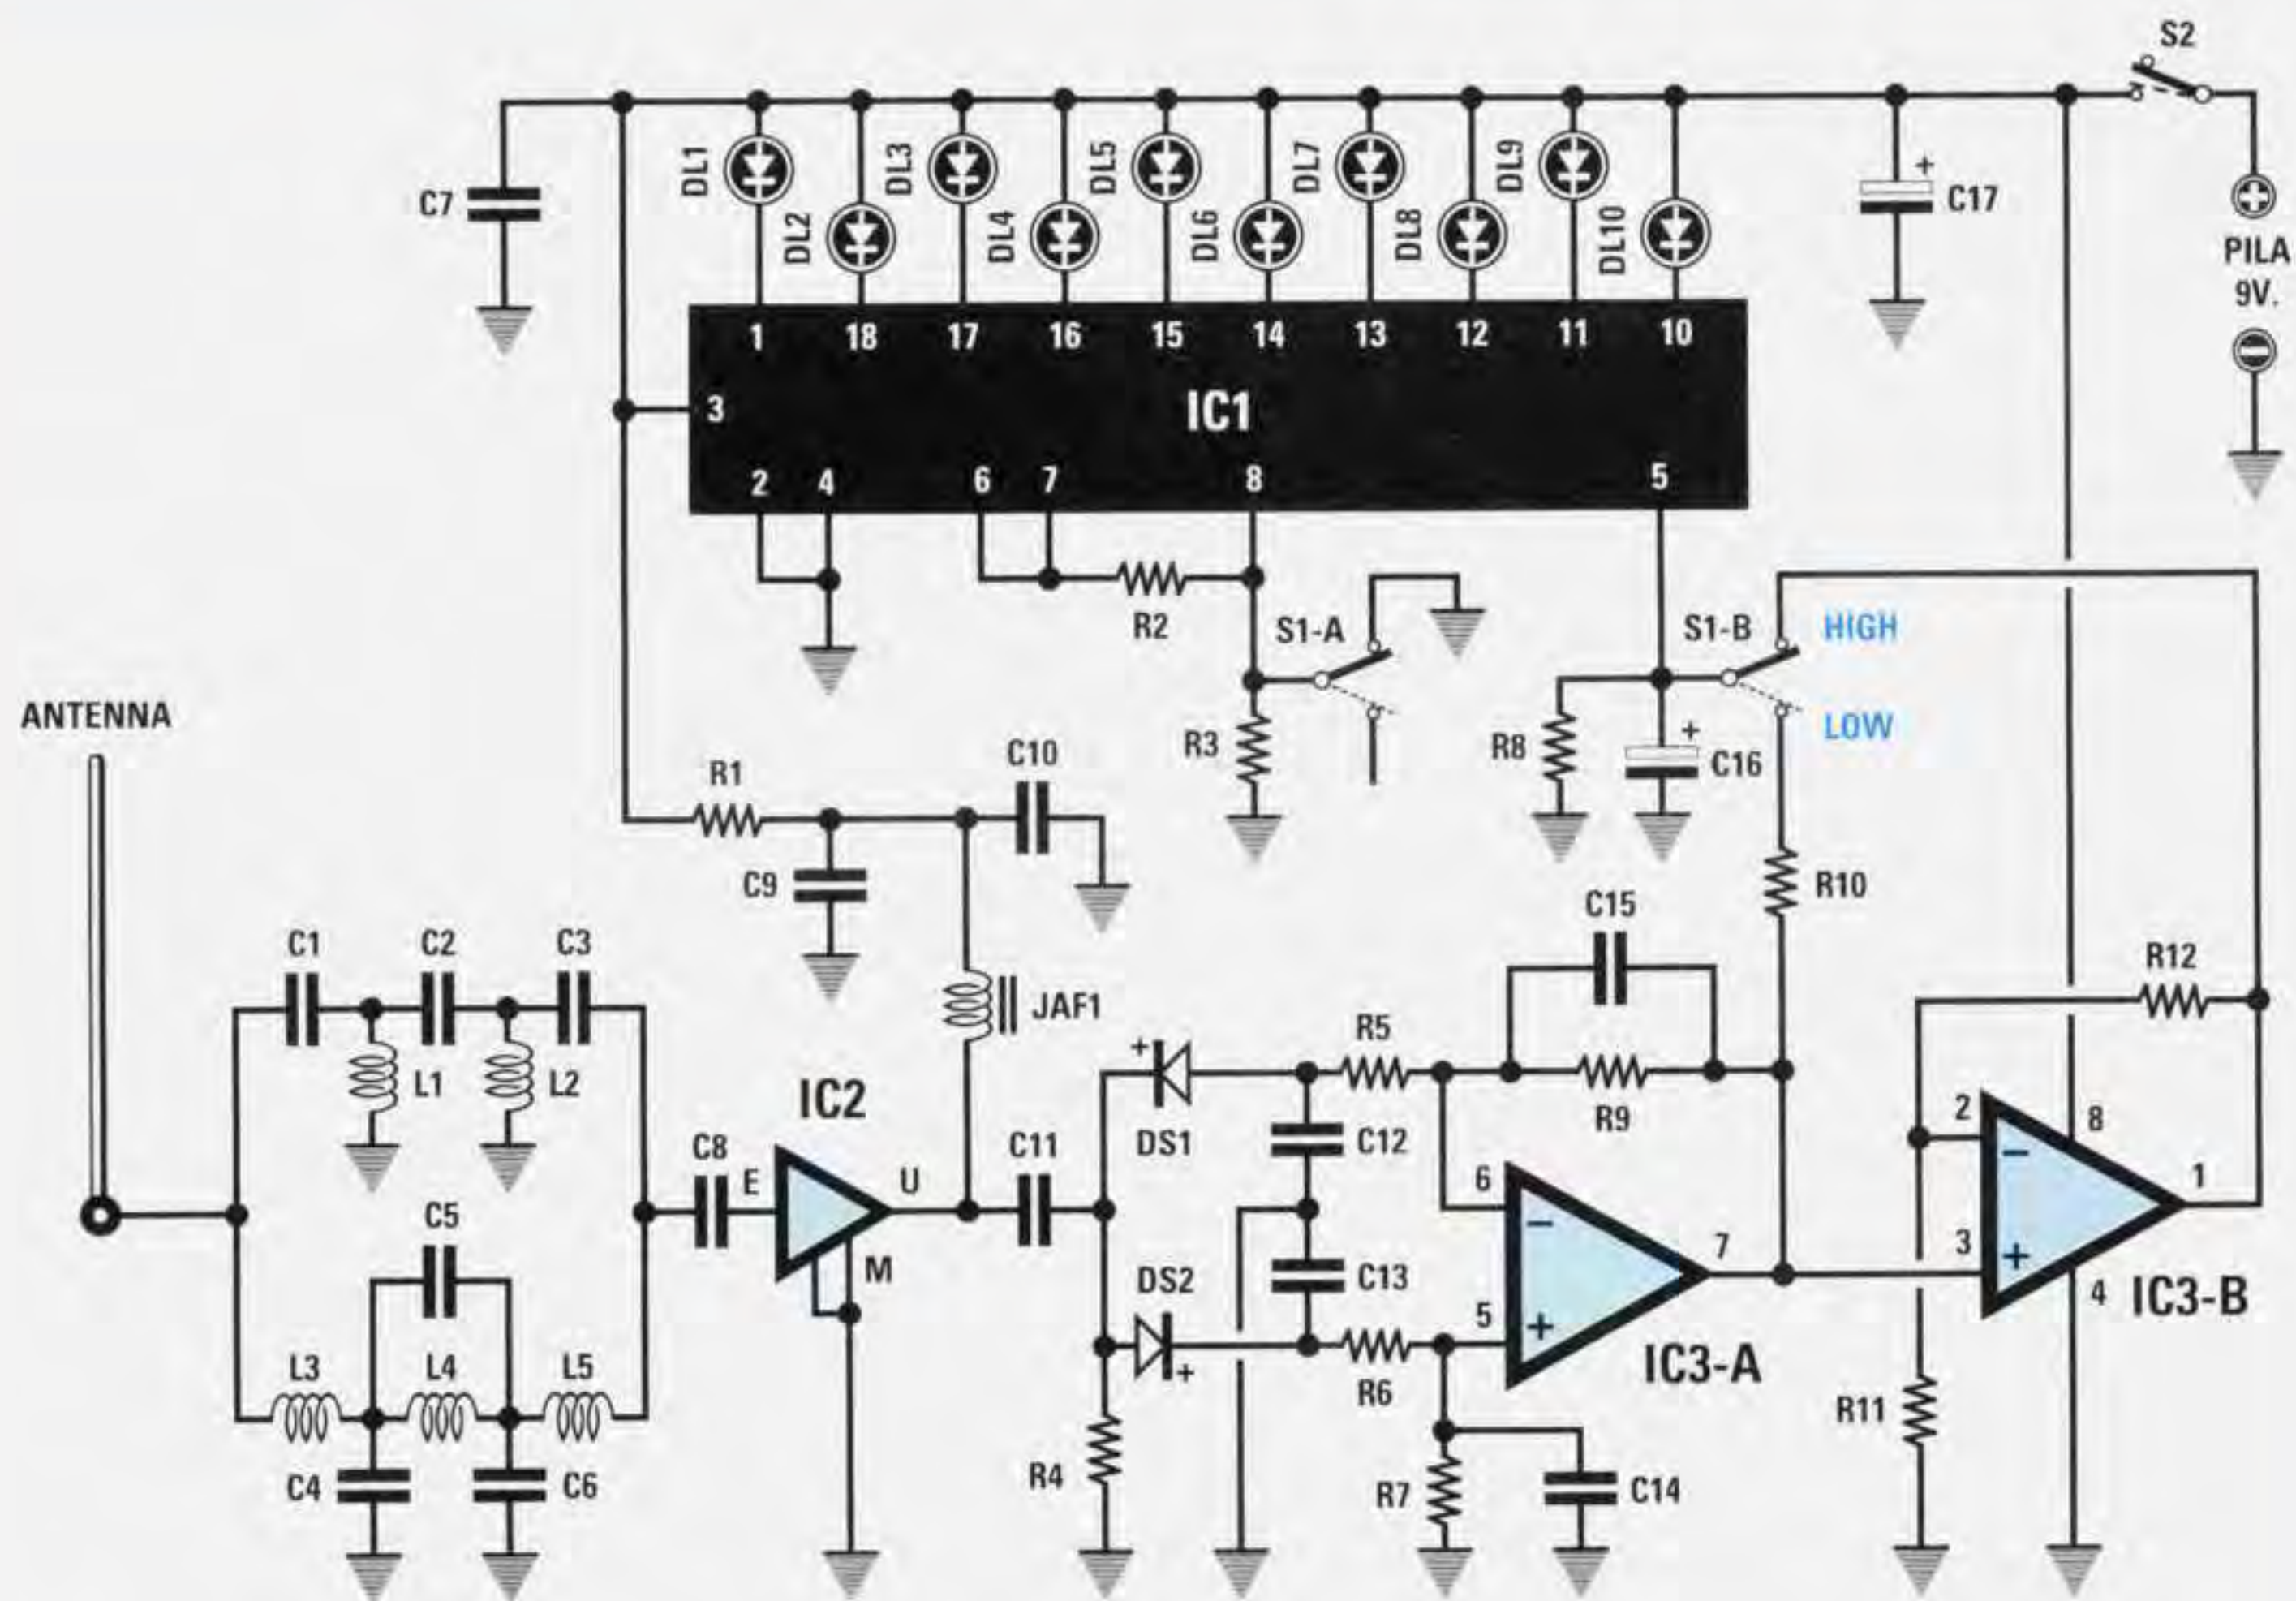 S2
DL1
DL3
DL5
DL7
DL9
C7
DL2
DL4
DL6
DL8
DL10
+
C17
PILA
9V.
1 18 17 16 15 14 13 12 11 10
3
IC1
2 4 6 7 8 5
R2
S1-A
S1-B
HIGH
LOW
ANTENNA
R3
R8
+
C16
R1
C10
C9
R10
C15
C1
C2
C3
R12
JAF1
R5
L1
L2
IC2
+
DS1
C12
R9
2
8
C8
E
U
C11
6
−
1
C5
M
DS2
C13
7
3
+
4
IC3-B
5
+
L3
L4
L5
+
R6
IC3-A
R11
C4
C6
R4
R7
C14